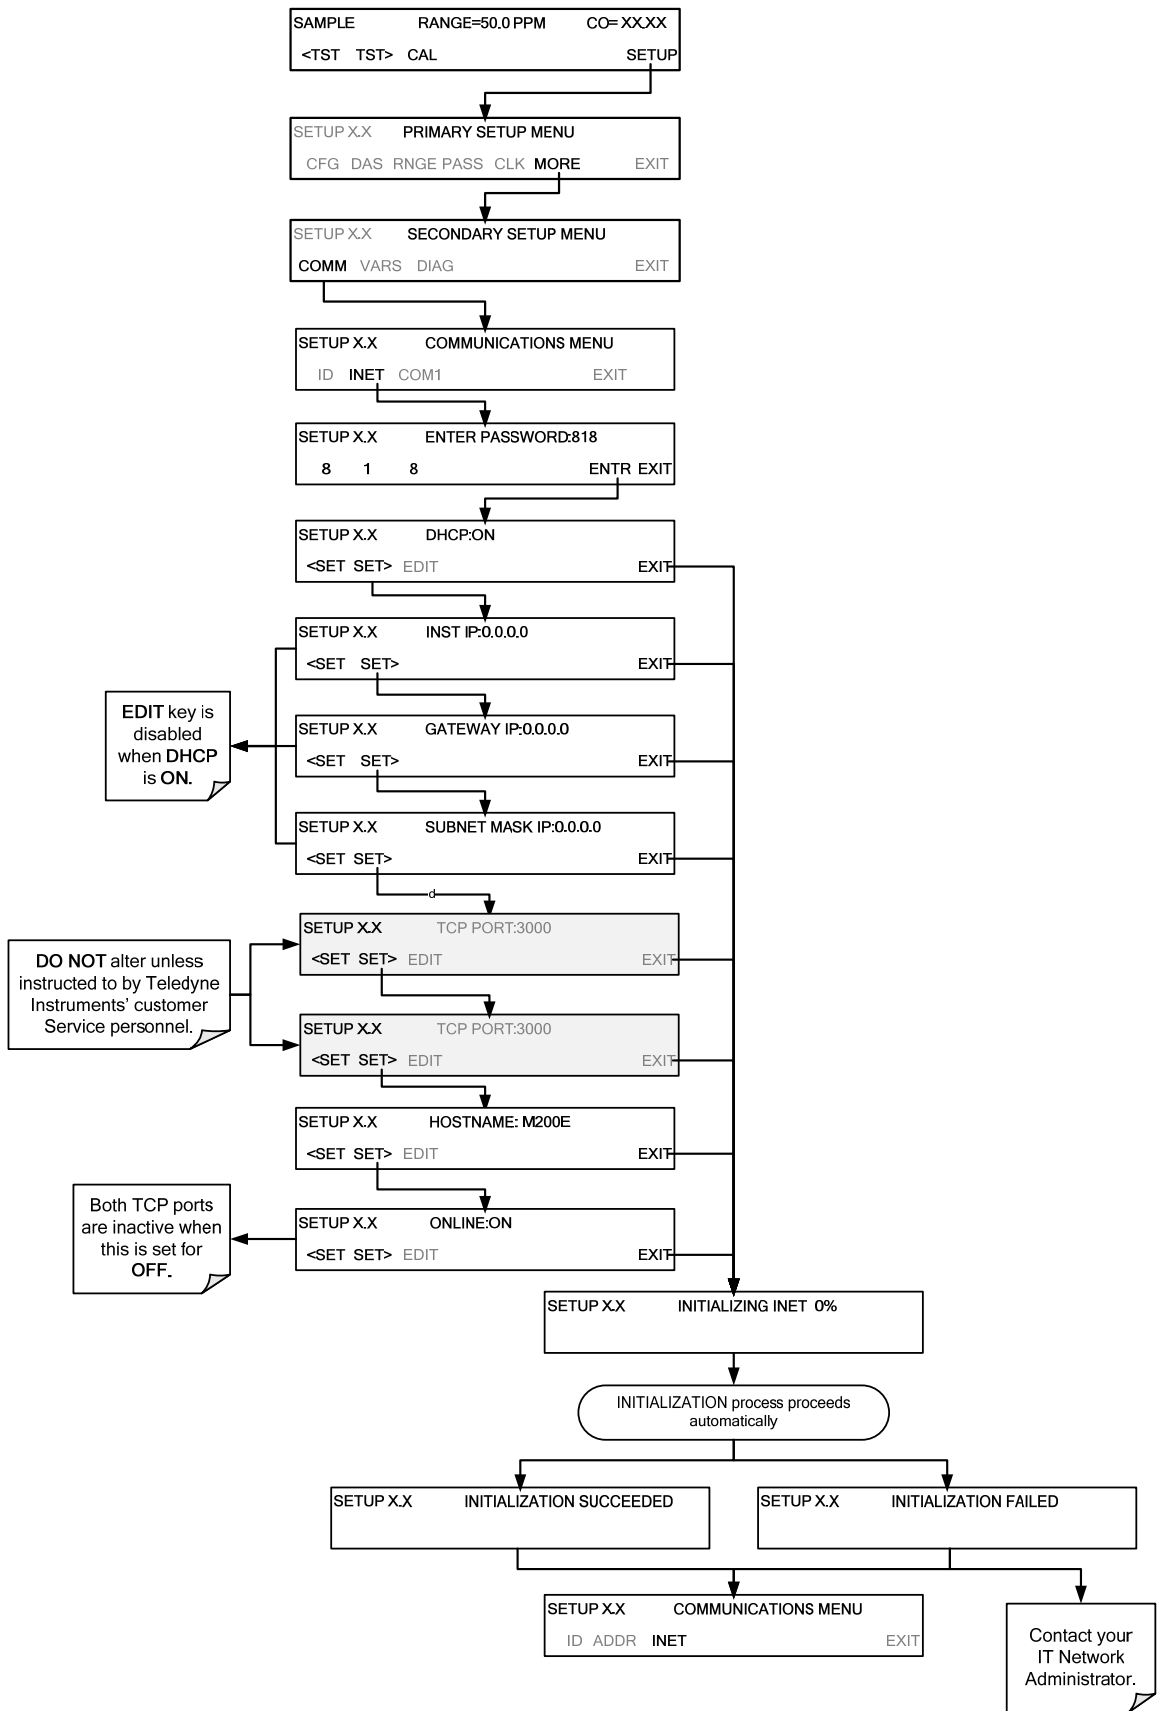 SAMPLE RANGE=50.0 PPM CO= XX.XX
<TST TST> CAL SETUP
SETUP X.X PRIMARY SETUP MENU
CFG DAS RNGE PASS CLK MORE EXIT
SETUP X.X SECONDARY SETUP MENU
COMM VARS DIAG EXIT
SETUP X.X COMMUNICATIONS MENU
ID INET COM1 EXIT
SETUP X.X ENTER PASSWORD:818
8 1 8 ENTR EXIT
SETUP X.X DHCP:ON
<SET SET> EDIT EXIT
SETUP X.X INST IP:0.0.0.0
<SET SET> EXIT
EDIT key is
disabled
when DHCP
is ON.
SETUP X.X GATEWAY IP:0.0.0.0
<SET SET> EXIT
SETUP X.X SUBNET MASK IP:0.0.0.0
<SET SET> EXIT
d
SETUP X.X TCP PORT:3000
<SET SET> EDIT EXIT
DO NOT alter unless
instructed to by Teledyne
Instruments' customer
Service personnel.
SETUP X.X TCP PORT:3000
<SET SET> EDIT EXIT
SETUP X.X HOSTNAME: M200E
<SET SET> EDIT EXIT
Both TCP ports
are inactive when
this is set for
OFF.
SETUP X.X ONLINE:ON
<SET SET> EDIT EXIT
SETUP X.X INITIALIZING INET 0%
INITIALIZATION process proceeds
automatically
SETUP X.X INITIALIZATION SUCCEEDED
SETUP X.X INITIALIZATION FAILED
SETUP X.X COMMUNICATIONS MENU
ID ADDR INET EXIT
Contact your
IT Network
Administrator.